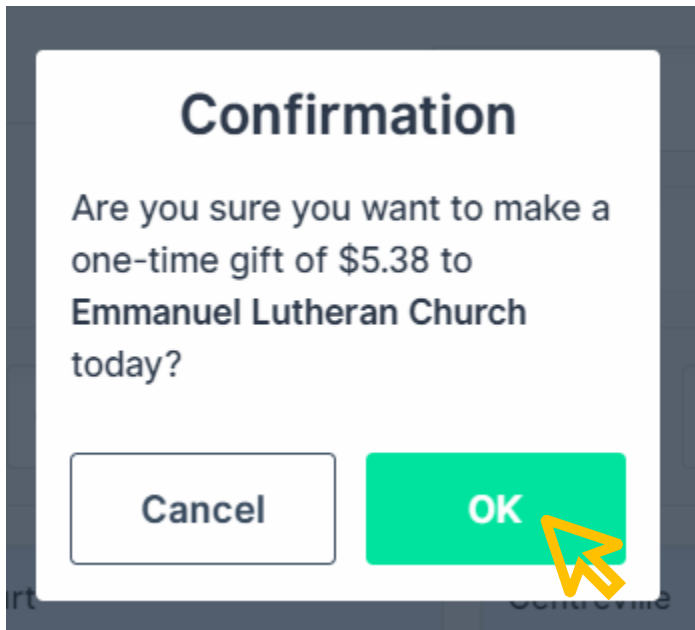 Confirmation
Are you sure you want to make a
one-time gift of $5.38 to
Emmanuel Lutheran Church
today?
Cancel
OK
Centreville